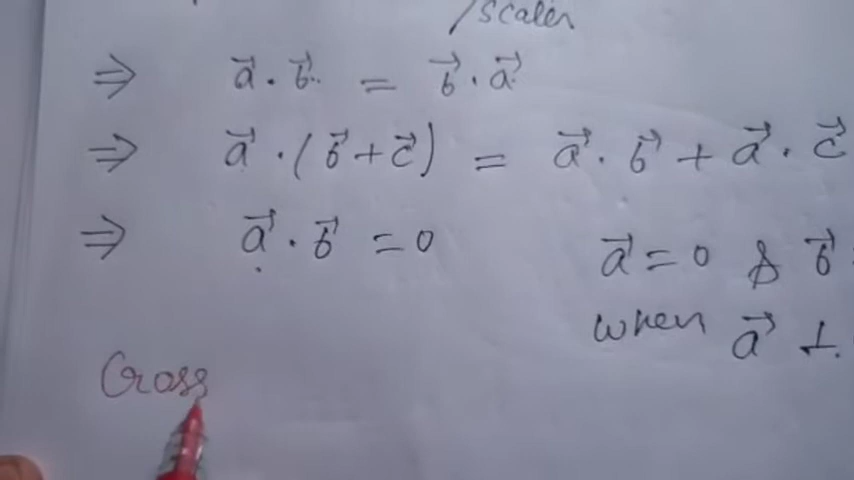 /scaler
⇒ a⃗ · b⃗ = b⃗ · a⃗
⇒ a⃗ · (b⃗ + c⃗) = a⃗ · b⃗ + a⃗ · c⃗
⇒ a⃗ · b⃗ = 0 a⃗ = 0 & b⃗
when a⃗ ⊥
Cross